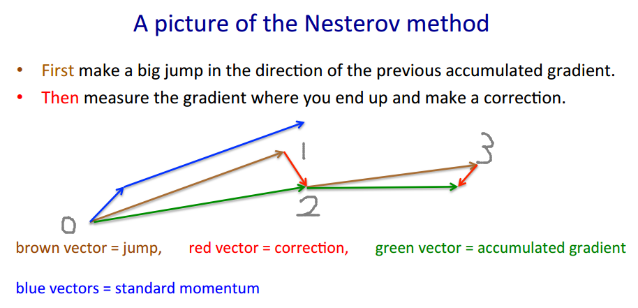 A picture of the Nesterov method
• First make a big jump in the direction of the previous accumulated gradient.
• Then measure the gradient where you end up and make a correction.
0
1
2
3
brown vector = jump, red vector = correction, green vector = accumulated gradient
blue vectors = standard momentum